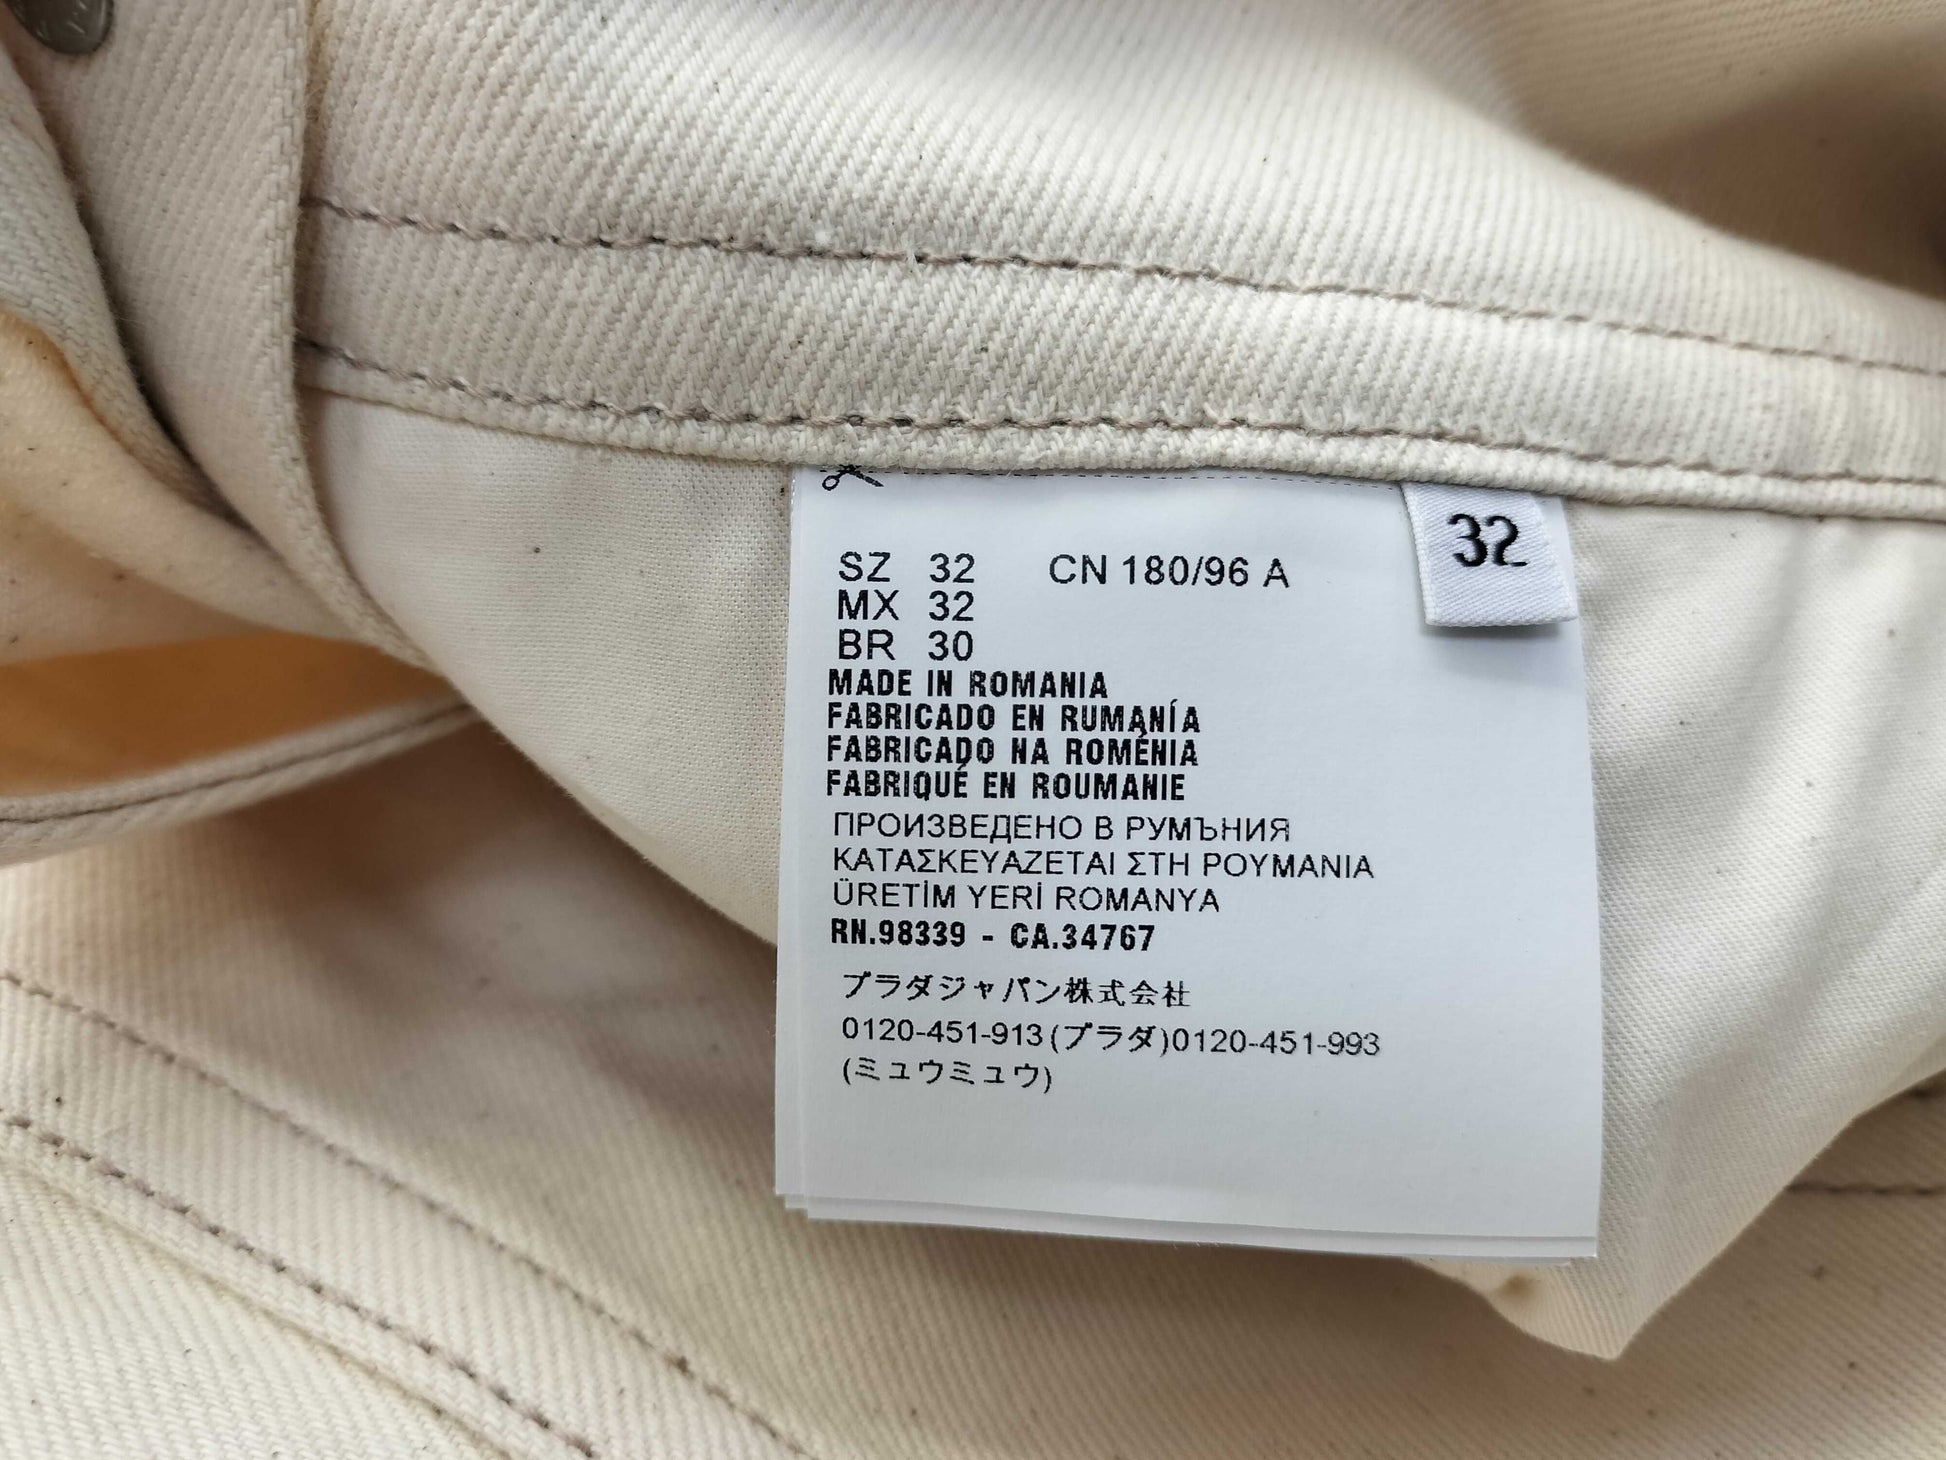 32
SZ 32 CN 180/96 A
MX 32
BR 30
MADE IN ROMANIA
FABRICADO EN RUMANÍA
FABRICADO NA ROMÉNIA
FABRIQUÉ EN ROUMANIE
ПРОИЗВЕДЕНО В РУМЪНИЯ
ΚΑΤΑΣΚΕΥΑΖΕΤΑΙ ΣΤΗ ΡΟΥΜΑΝΙΑ
ÜRETİM YERİ ROMANYA
RN.98339 - CA.34767
プラダジャパン株式会社
0120-451-913(プラダ)0120-451-993
(ミュウミュウ)